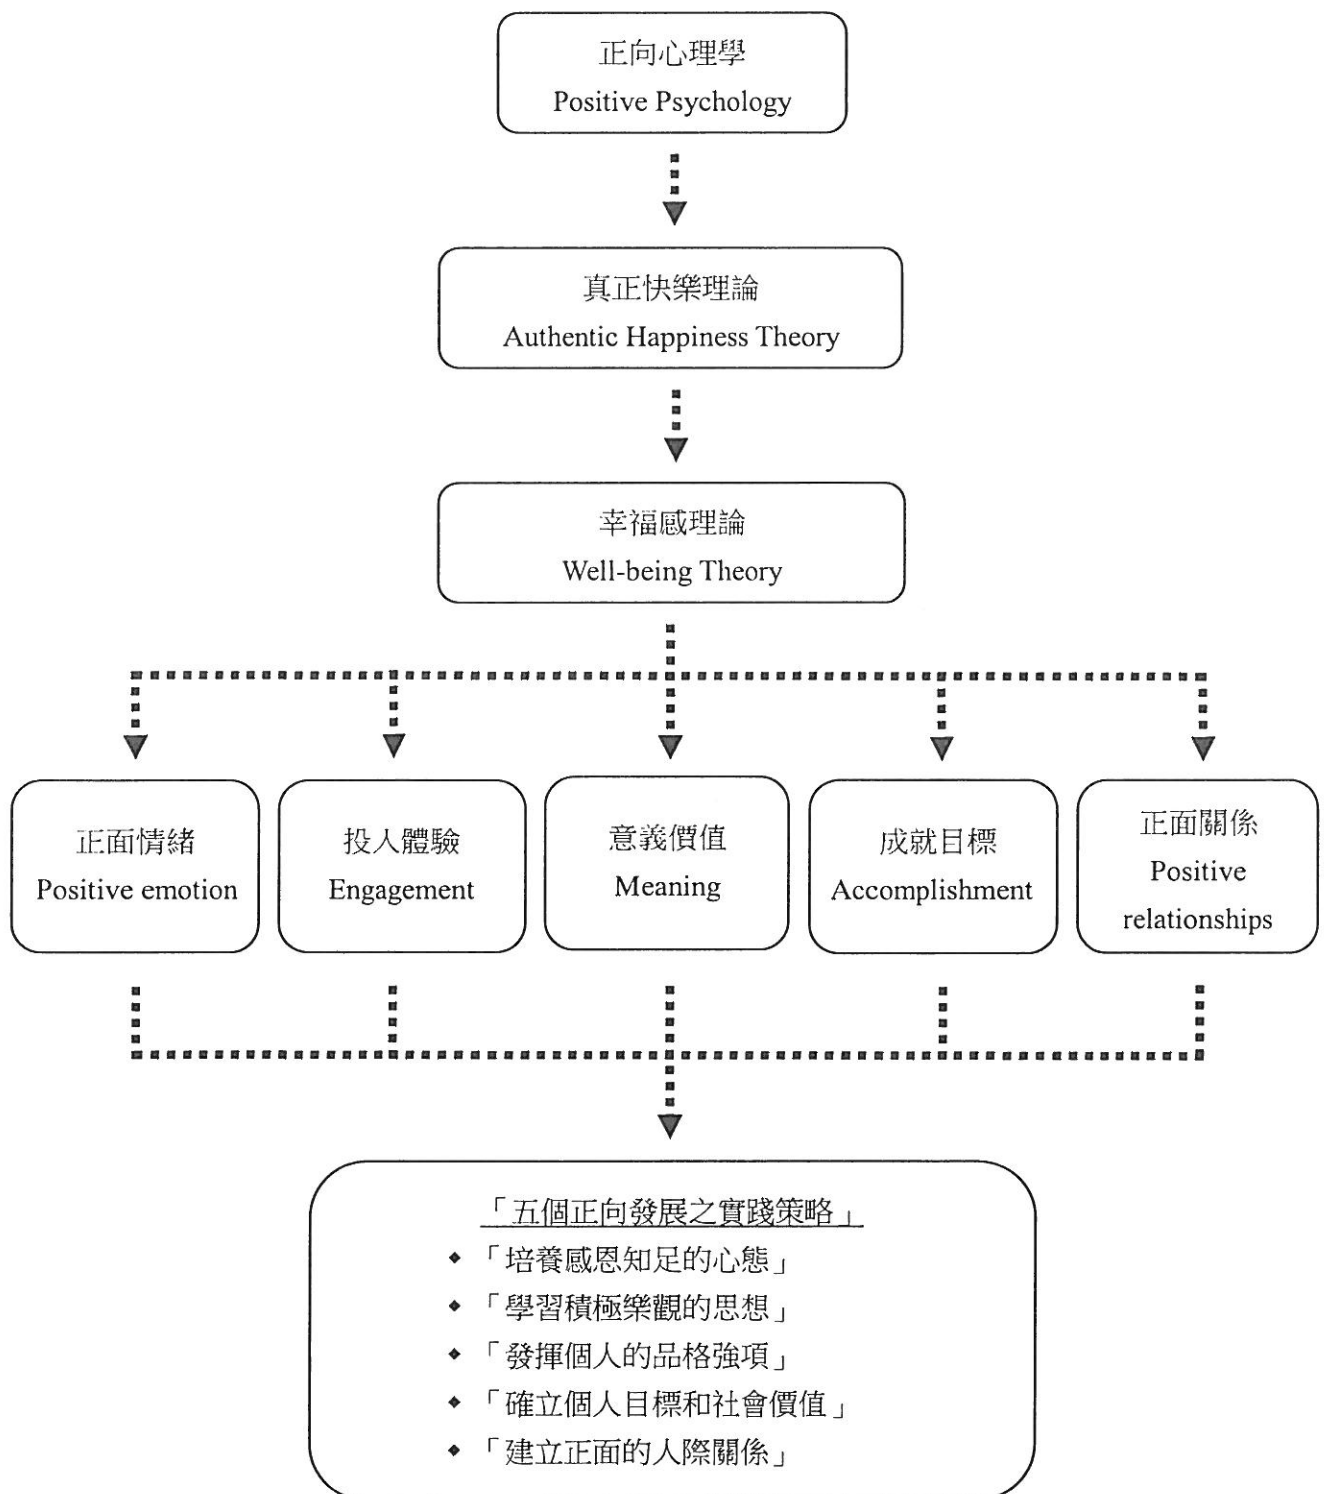 正向心理學
Positive Psychology
真正快樂理論
Authentic Happiness Theory
幸福感理論
Well-being Theory
正面情緒
Positive emotion
投入體驗
Engagement
意義價值
Meaning
成就目標
Accomplishment
正面關係
Positive
relationships
「五個正向發展之實踐策略」
❖ 「培養感恩知足的心態」
❖ 「學習積極樂觀的思想」
❖ 「發揮個人的品格強項」
❖ 「確立個人目標和社會價值」
❖ 「建立正面的人際關係」